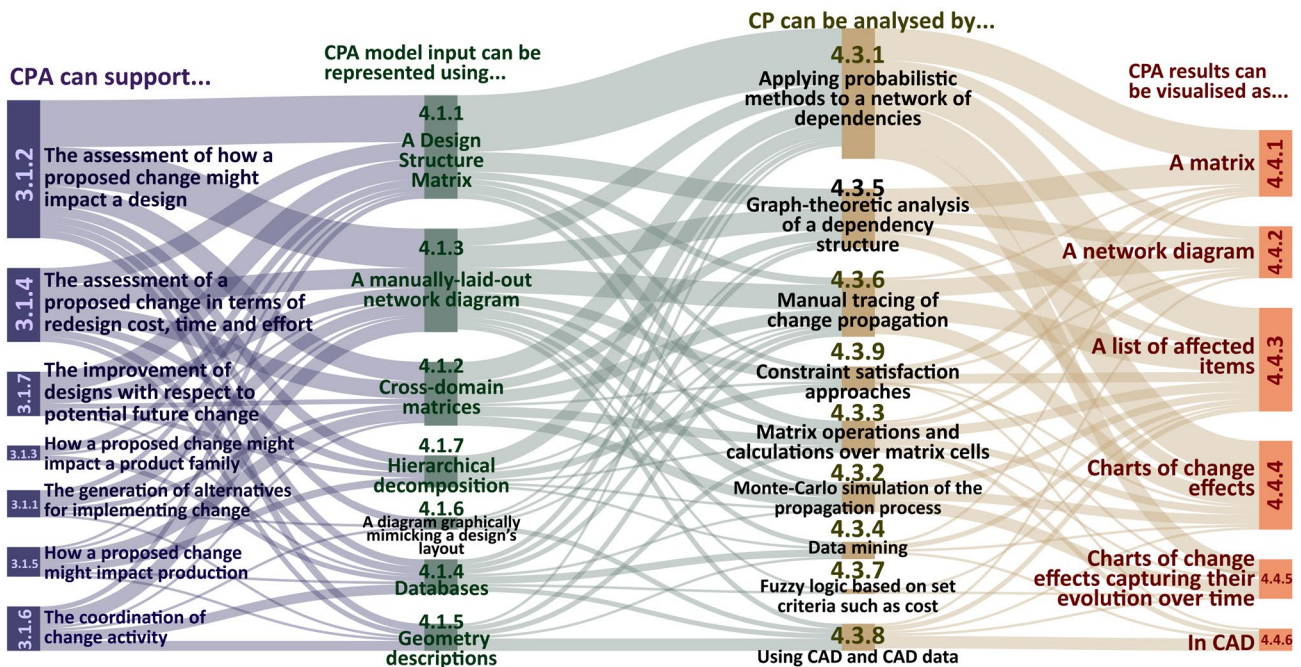 CPA can support...
3.1.2
The assessment of how a
proposed change might
impact a design
3.1.4
The assessment of a
proposed change in terms of
redesign cost, time and effort
3.1.7
The improvement of
designs with respect to
potential future change
3.1.3
How a proposed change might
impact a product family
3.1.1
The generation of alternatives
for implementing change
3.1.5
How a proposed change
might impact production
3.1.6
The coordination of
change activity
CPA model input can be
represented using...
4.1.1
A Design
Structure
Matrix
4.1.3
A manually-laid-out
network diagram
4.1.2
Cross-domain
matrices
4.1.7
Hierarchical
decomposition
4.1.6
A diagram graphically
mimicking a design's
layout
4.1.4
Databases
4.1.5
Geometry
descriptions
CP can be analysed by...
4.3.1
Applying probabilistic
methods to a network of
dependencies
4.3.5
Graph-theoretic analysis
of a dependency
structure
4.3.6
Manual tracing of
change propagation
4.3.9
Constraint satisfaction
approaches
4.3.3
Matrix operations and
calculations over matrix cells
4.3.2
Monte-Carlo simulation of the
propagation process
4.3.4
Data mining
4.3.7
Fuzzy logic based on set
criteria such as cost
4.3.8
Using CAD and CAD data
CPA results can
be visualised as...
A matrix
4.4.1
A network diagram
4.4.2
A list of affected
items
4.4.3
Charts of change
effects
4.4.4
Charts of change
effects capturing their
evolution over time
4.4.5
In CAD
4.4.6